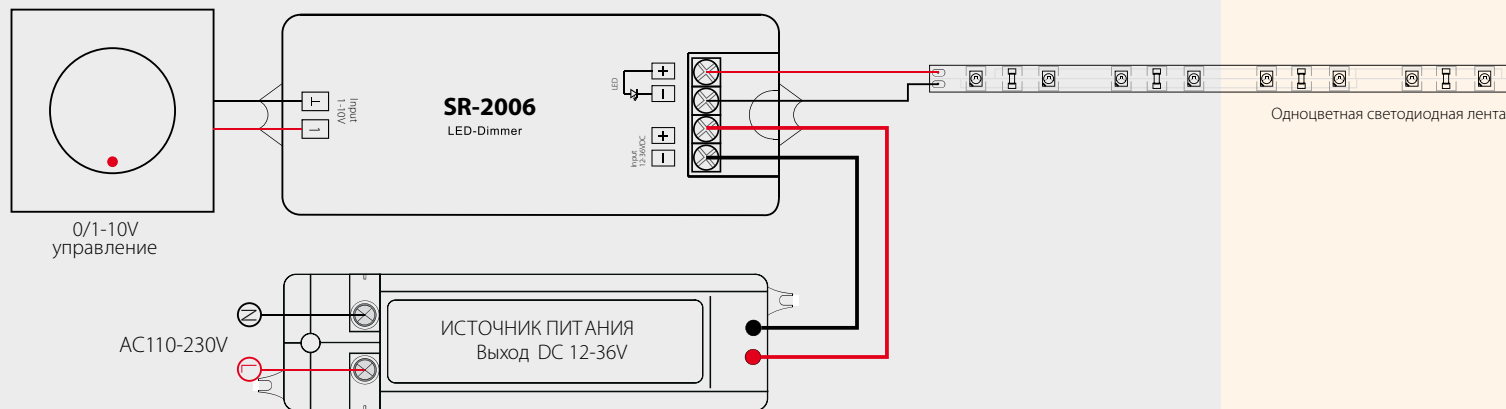 Input
1-10V
1
SR-2006
LED-Dimmer
LED
+
−
Input
12-36VDC
+
−
Одноцветная светодиодная лента
0/1-10V
управление
N
AC110-230V
L
ИСТОЧНИК ПИТАНИЯ
Выход DC 12-36V